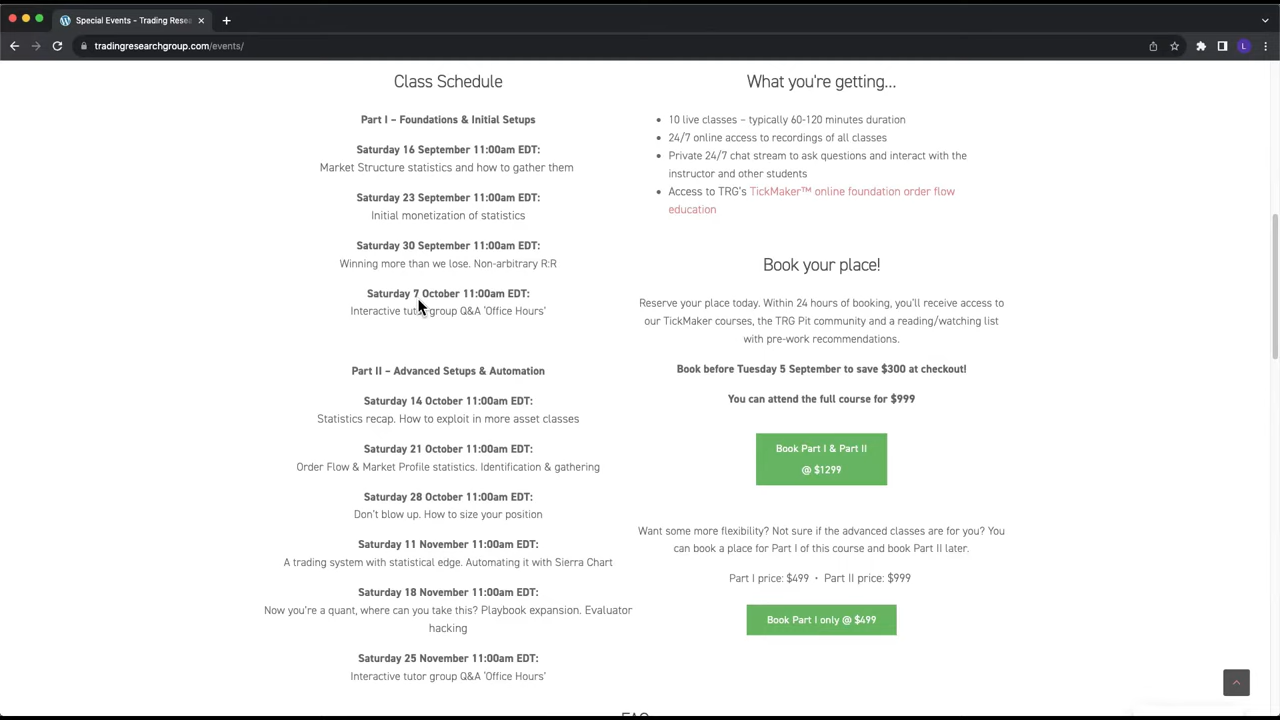 Special Events - Trading Resea
tradingresearchgroup.com/events/
L
Class Schedule
Part I – Foundations & Initial Setups
Saturday 16 September 11:00am EDT:
Market Structure statistics and how to gather them
Saturday 23 September 11:00am EDT:
Initial monetization of statistics
Saturday 30 September 11:00am EDT:
Winning more than we lose. Non-arbitrary R:R
Saturday 7 October 11:00am EDT:
Interactive tutor group Q&A 'Office Hours'
Part II – Advanced Setups & Automation
Saturday 14 October 11:00am EDT:
Statistics recap. How to exploit in more asset classes
Saturday 21 October 11:00am EDT:
Order Flow & Market Profile statistics. Identification & gathering
Saturday 28 October 11:00am EDT:
Don't blow up. How to size your position
Saturday 11 November 11:00am EDT:
A trading system with statistical edge. Automating it with Sierra Chart
Saturday 18 November 11:00am EDT:
Now you're a quant, where can you take this? Playbook expansion. Evaluator
hacking
Saturday 25 November 11:00am EDT:
Interactive tutor group Q&A 'Office Hours'
What you're getting...
• 10 live classes – typically 60-120 minutes duration
• 24/7 online access to recordings of all classes
• Private 24/7 chat stream to ask questions and interact with the
instructor and other students
• Access to TRG's TickMaker™ online foundation order flow
education
Book your place!
Reserve your place today. Within 24 hours of booking, you'll receive access to
our TickMaker courses, the TRG Pit community and a reading/watching list
with pre-work recommendations.
Book before Tuesday 5 September to save $300 at checkout!
You can attend the full course for $999
Book Part I & Part II
@ $1299
Want some more flexibility? Not sure if the advanced classes are for you? You
can book a place for Part I of this course and book Part II later.
Part I price: $499 • Part II price: $999
Book Part I only @ $499